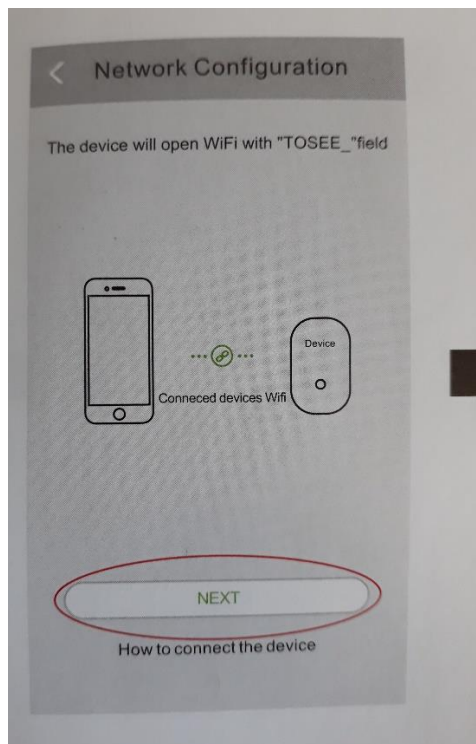 Network Configuration
The device will open WiFi with "TOSEE_"field
Device
Conneced devices Wifi
NEXT
How to connect the device